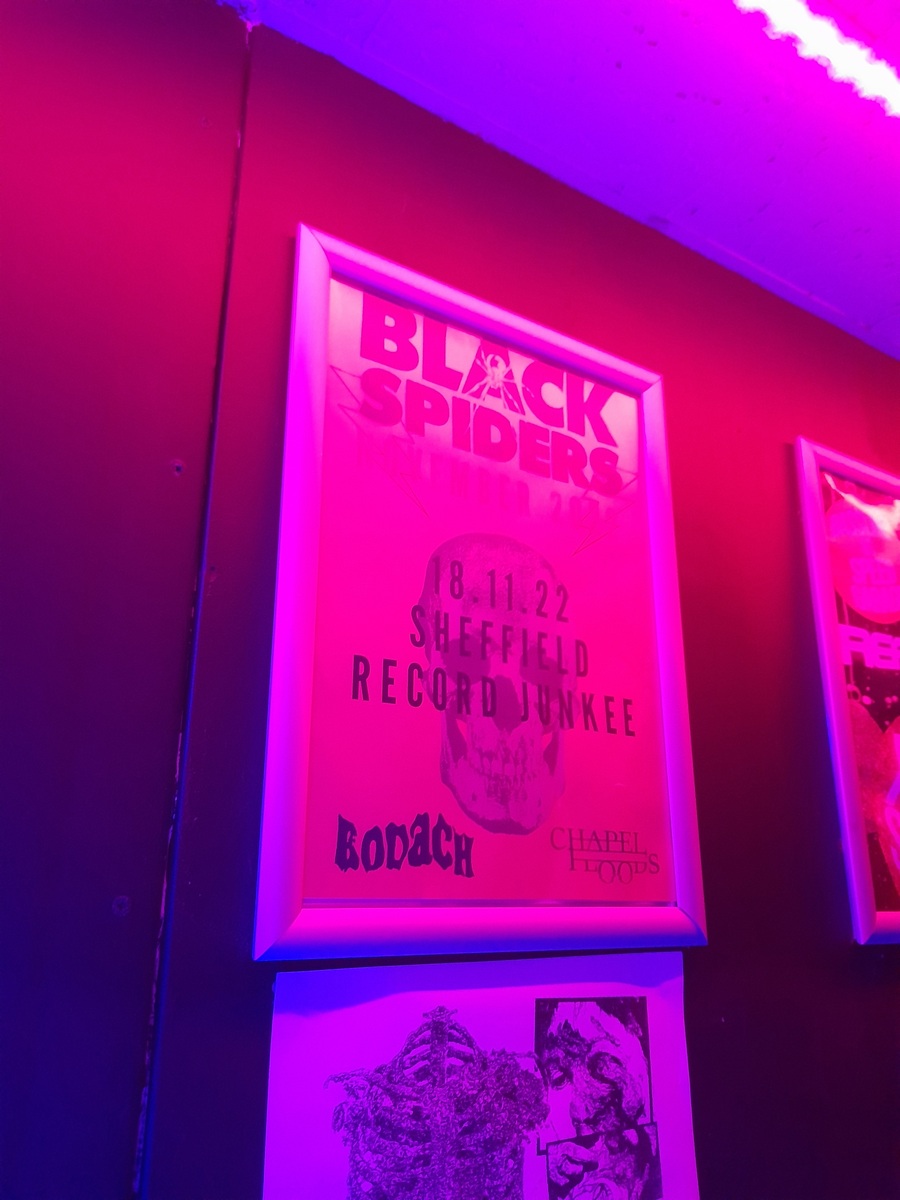 BLACK
SPIDERS
18.11.22
SHEFFIELD
RECORD JUNKEE
BODACH
CHAPEL
FLOODS